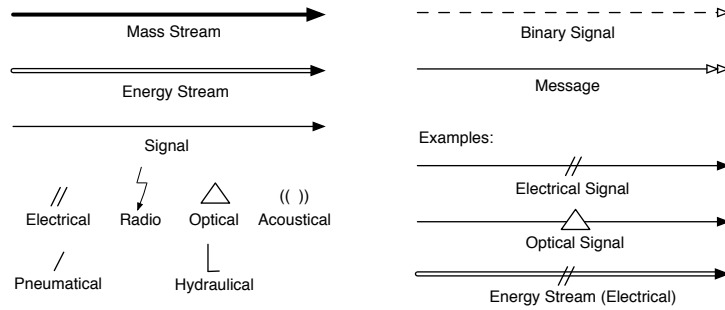 Mass Stream
Energy Stream
Signal
Electrical
Radio
Optical
Acoustical
Pneumatical
Hydraulical
Binary Signal
Message
Examples:
Electrical Signal
Optical Signal
Energy Stream (Electrical)